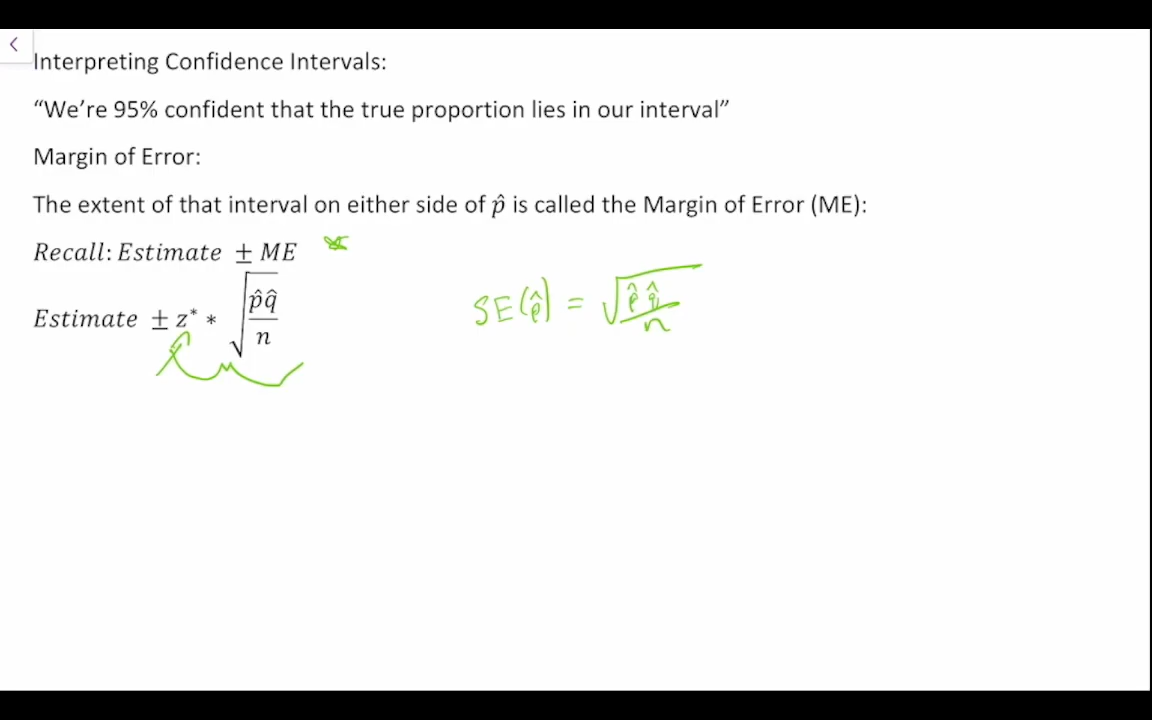 Interpreting Confidence Intervals:
“We’re 95% confident that the true proportion lies in our interval”
Margin of Error:
The extent of that interval on either side of p̂ is called the Margin of Error (ME):
Recall: Estimate ± ME
Estimate ± z* * √(p̂q̂/n)
SE(p̂) = √(p̂ q̂/n)